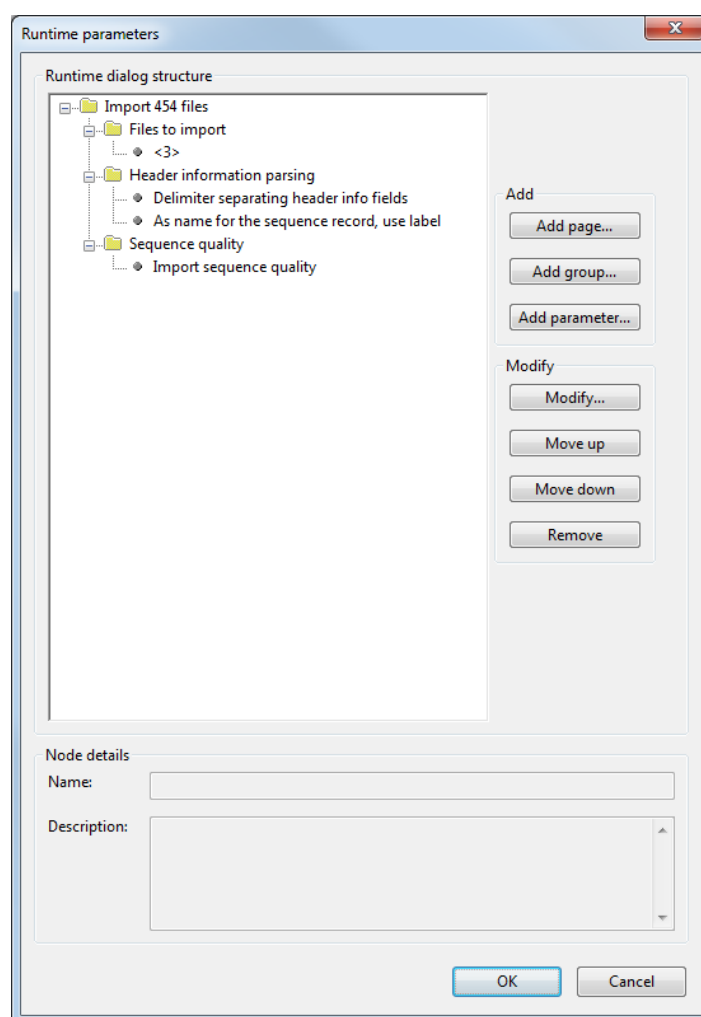 Runtime parameters
x
Runtime dialog structure
Import 454 files
Files to import
<3>
Header information parsing
Delimiter separating header info fields
As name for the sequence record, use label
Sequence quality
Import sequence quality
Add
Add page...
Add group...
Add parameter...
Modify
Modify...
Move up
Move down
Remove
Node details
Name:
Description:
OK
Cancel